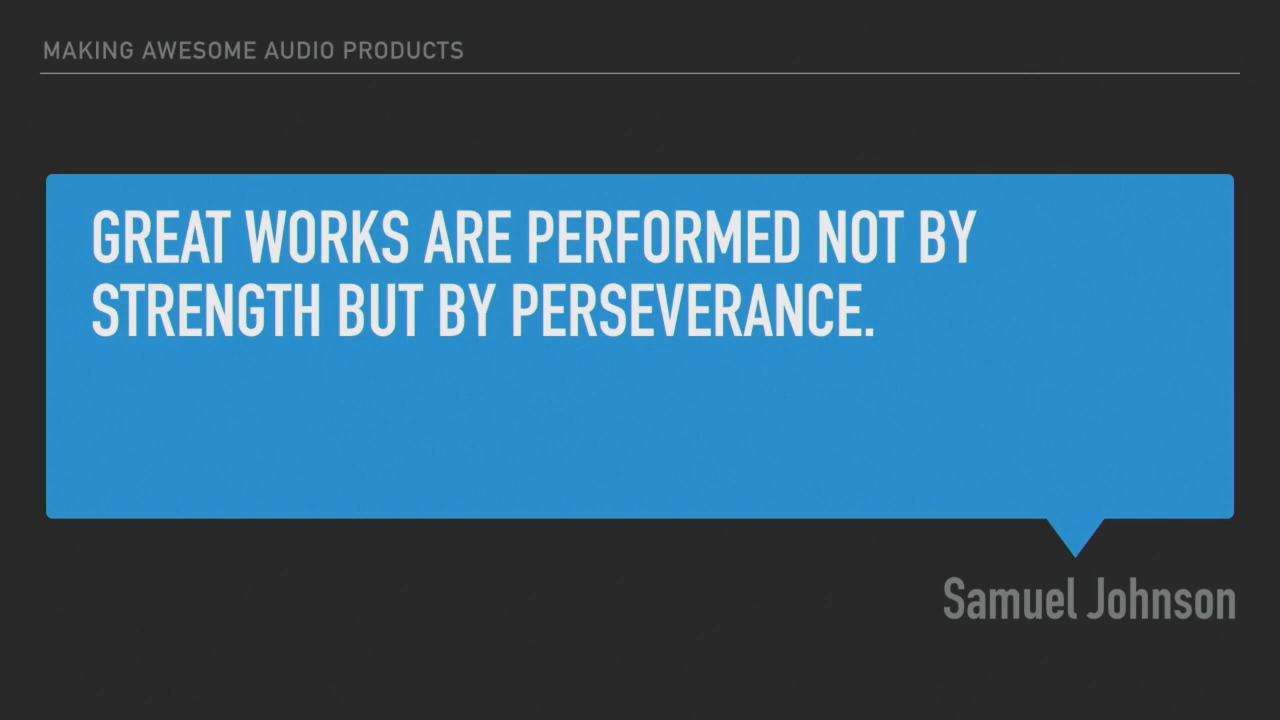 MAKING AWESOME AUDIO PRODUCTS
GREAT WORKS ARE PERFORMED NOT BY
STRENGTH BUT BY PERSEVERANCE.
Samuel Johnson